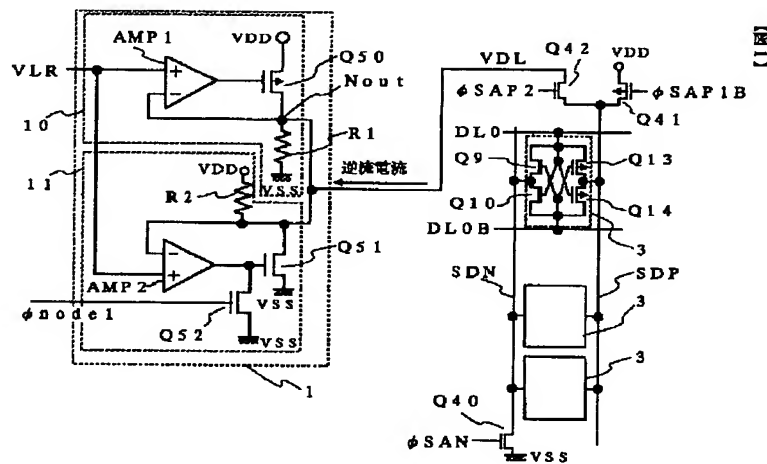 【図1】
AMP1
VDD
Q50
VLR
Nout
10
R1
11
VDD
VSS
R2
逆流電流
Q51
AMP2
VSS
φnode1
Q52
VSS
1
VDL
Q42
VDD
φSAP2
φSAP1B
Q41
DL0
Q9
Q13
Q10
Q14
DL0B
3
SDN
SDP
3
3
Q40
φSAN
VSS